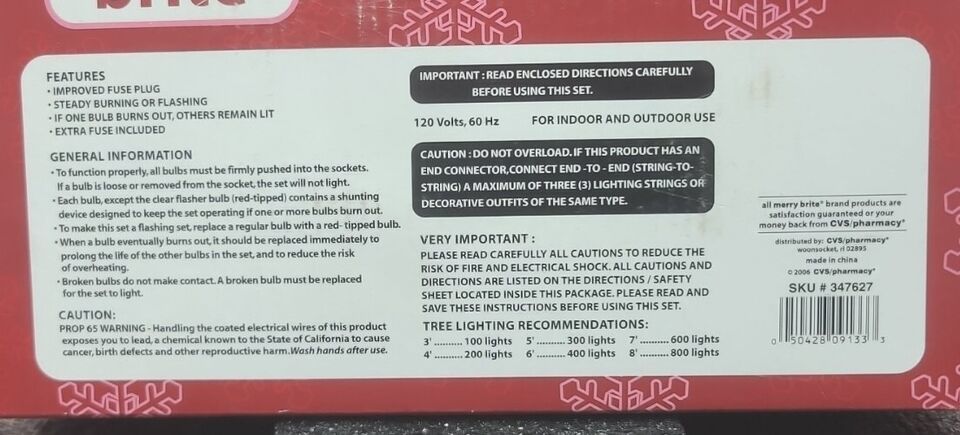 brite
FEATURES
• IMPROVED FUSE PLUG
• STEADY BURNING OR FLASHING
• IF ONE BULB BURNS OUT, OTHERS REMAIN LIT
• EXTRA FUSE INCLUDED
GENERAL INFORMATION
• To function properly, all bulbs must be firmly pushed into the sockets.
If a bulb is loose or removed from the socket, the set will not light.
• Each bulb, except the clear flasher bulb (red-tipped) contains a shunting
device designed to keep the set operating if one or more bulbs burn out.
• To make this set a flashing set, replace a regular bulb with a red- tipped bulb.
• When a bulb eventually burns out, it should be replaced immediately to
prolong the life of the other bulbs in the set, and to reduce the risk
of overheating.
• Broken bulbs do not make contact. A broken bulb must be replaced
for the set to light.
CAUTION:
PROP 65 WARNING - Handling the coated electrical wires of this product
exposes you to lead, a chemical known to the State of California to cause
cancer, birth defects and other reproductive harm. Wash hands after use.
IMPORTANT : READ ENCLOSED DIRECTIONS CAREFULLY
BEFORE USING THIS SET.
120 Volts, 60 Hz FOR INDOOR AND OUTDOOR USE
CAUTION : DO NOT OVERLOAD. IF THIS PRODUCT HAS AN
END CONNECTOR, CONNECT END -TO - END (STRING-TO-
STRING) A MAXIMUM OF THREE (3) LIGHTING STRINGS OR
DECORATIVE OUTFITS OF THE SAME TYPE.
VERY IMPORTANT :
PLEASE READ CAREFULLY ALL CAUTIONS TO REDUCE THE
RISK OF FIRE AND ELECTRICAL SHOCK. ALL CAUTIONS AND
DIRECTIONS ARE LISTED ON THE DIRECTIONS / SAFETY
SHEET LOCATED INSIDE THIS PACKAGE. PLEASE READ AND
SAVE THESE INSTRUCTIONS BEFORE USING THIS SET.
TREE LIGHTING RECOMMENDATIONS:
3' .......... 100 lights 5' .......... 300 lights 7' .......... 600 lights
4' .......... 200 lights 6' .......... 400 lights 8' .......... 800 lights
all merry brite® brand products are
satisfaction guaranteed or your
money back from CVS/pharmacy®
distributed by: CVS/pharmacy®
woonsocket, ri 02895
made in china
© 2006 CVS/pharmacy®
SKU # 347627
0 50428 09133 3